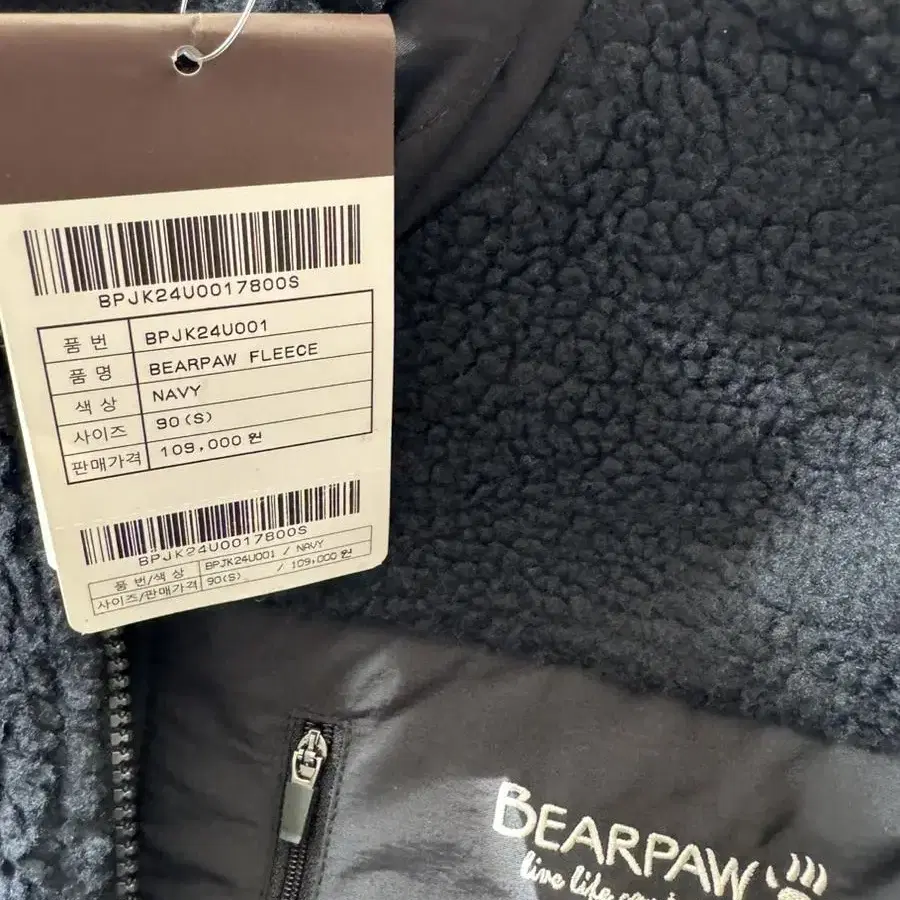 BPJK24U0017800S
품 번 BPJK24U001
품 명 BEARPAW FLEECE
색 상 NAVY
사이즈 90(S)
판매가격 109,000 원
BPJK24U0017800S
품 번/색 상 BPJK24U001 / NAVY
사이즈/판매가격 90(S) / 109,000 원
BEARPAW
live life